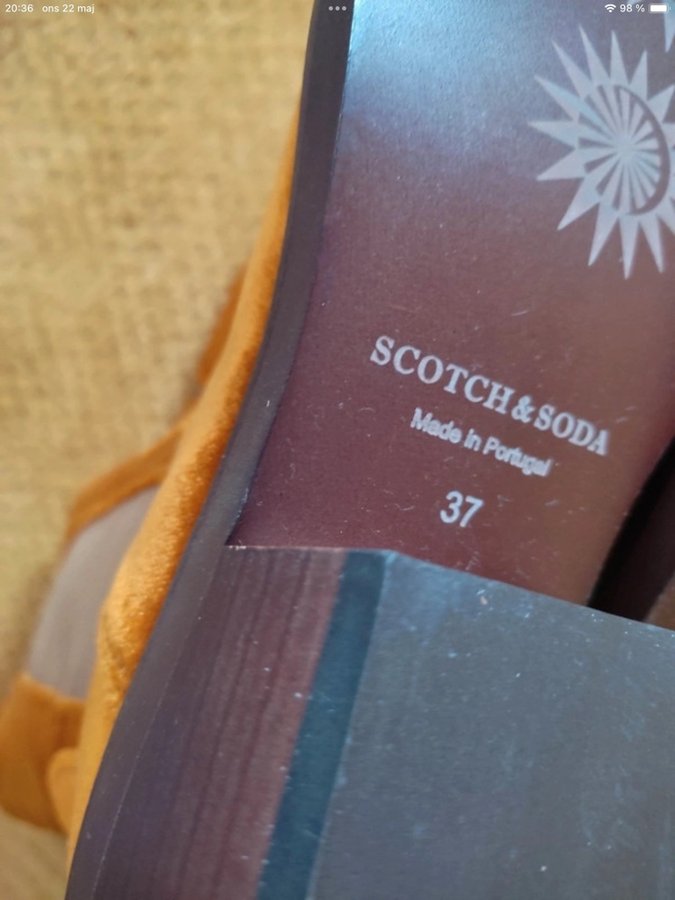 20:36 ons 22 maj
98 %
SCOTCH & SODA
Made in Portugal
37